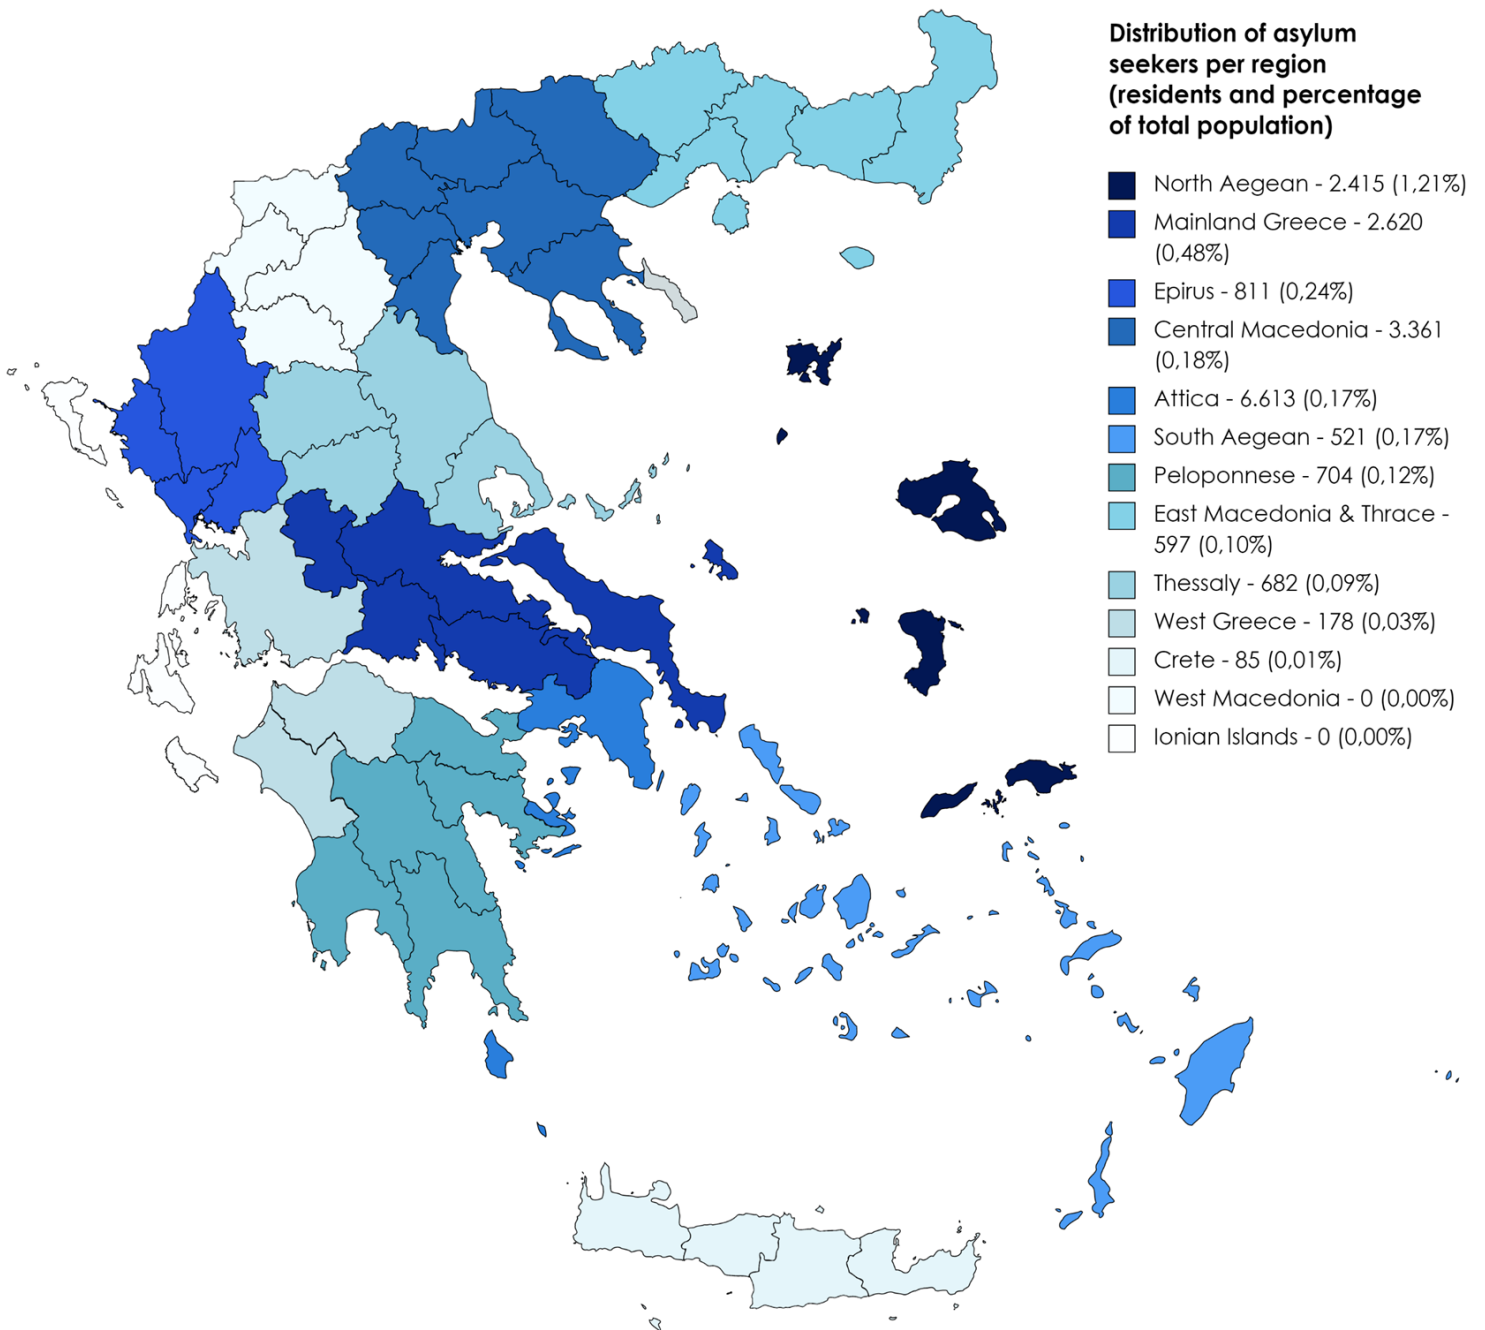 Distribution of asylum
seekers per region
(residents and percentage
of total population)
North Aegean - 2.415 (1,21%)
Mainland Greece - 2.620
(0,48%)
Epirus - 811 (0,24%)
Central Macedonia - 3.361
(0,18%)
Attica - 6.613 (0,17%)
South Aegean - 521 (0,17%)
Peloponnese - 704 (0,12%)
East Macedonia & Thrace -
597 (0,10%)
Thessaly - 682 (0,09%)
West Greece - 178 (0,03%)
Crete - 85 (0,01%)
West Macedonia - 0 (0,00%)
Ionian Islands - 0 (0,00%)